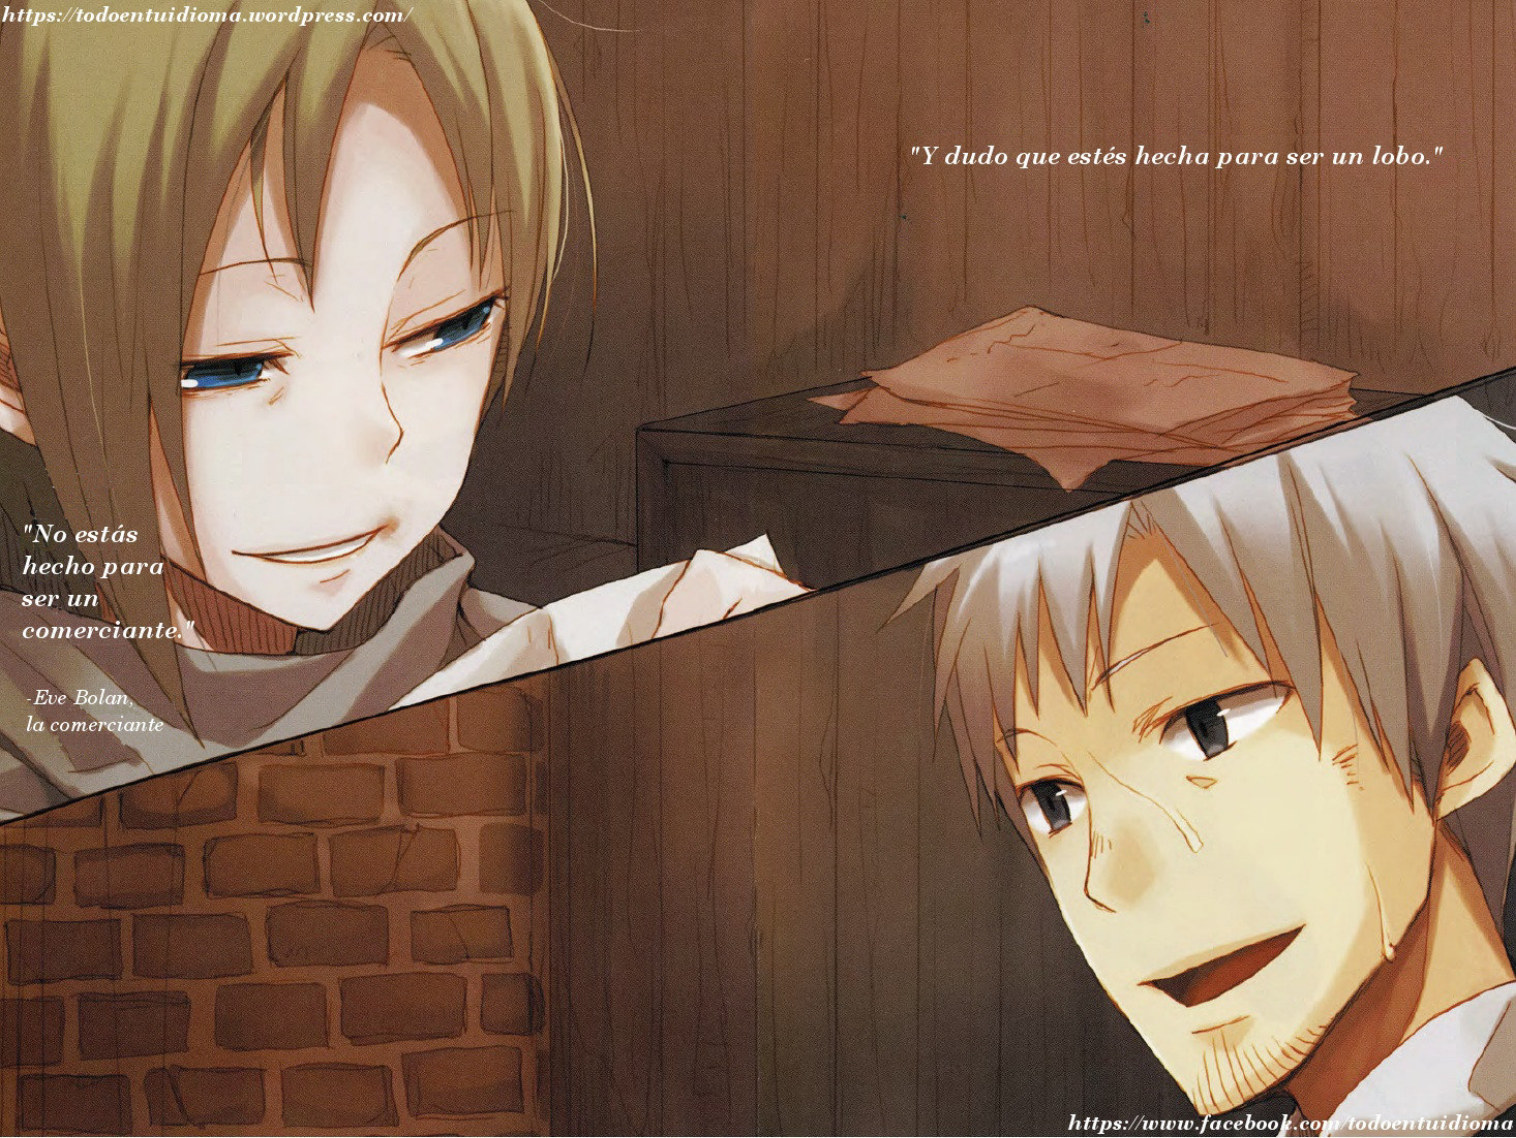 https://todoentuidioma.wordpress.com/
"Y dudo que estés hecha para ser un lobo."
"No estás
hecho para
ser un
comerciante."
-Eve Bolan,
la comerciante
https://www.facebook.com/todoentuidioma